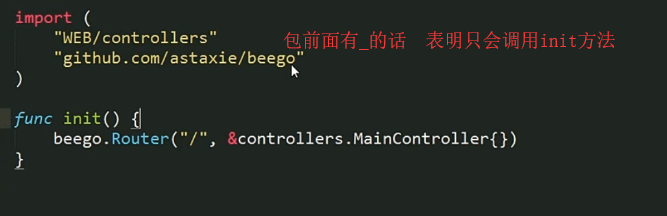 import (
"WEB/controllers"
"github.com/astaxie/beego" 包前面有_的话 表明只会调用init方法
)
func init() {
beego.Router("/", &controllers.MainController{})
}